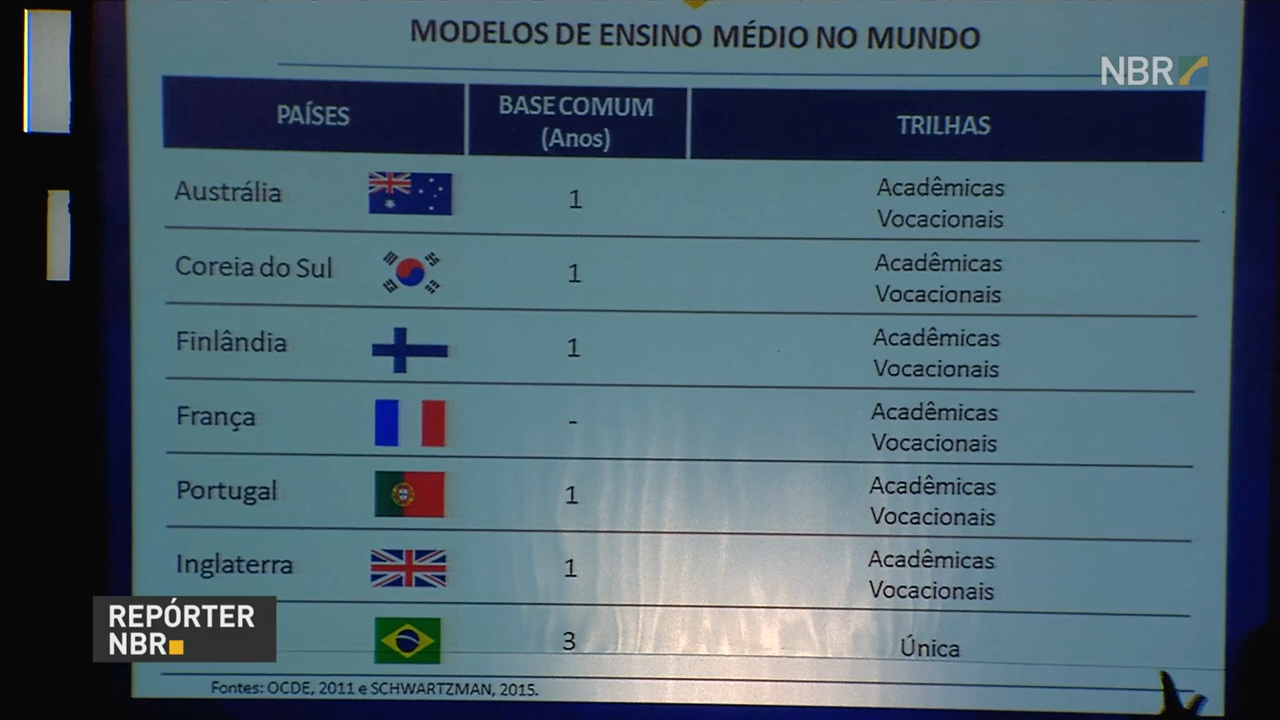 MODELOS DE ENSINO MÉDIO NO MUNDO
NBR
PAÍSES
BASE COMUM
(Anos)
TRILHAS
Austrália
1
Acadêmicas
Vocacionais
Coreia do Sul
1
Acadêmicas
Vocacionais
Finlândia
1
Acadêmicas
Vocacionais
França
-
Acadêmicas
Vocacionais
Portugal
1
Acadêmicas
Vocacionais
Inglaterra
1
Acadêmicas
Vocacionais
3
Única
REPÓRTER
NBR
Fontes: OCDE, 2011 e SCHWARTZMAN, 2015.